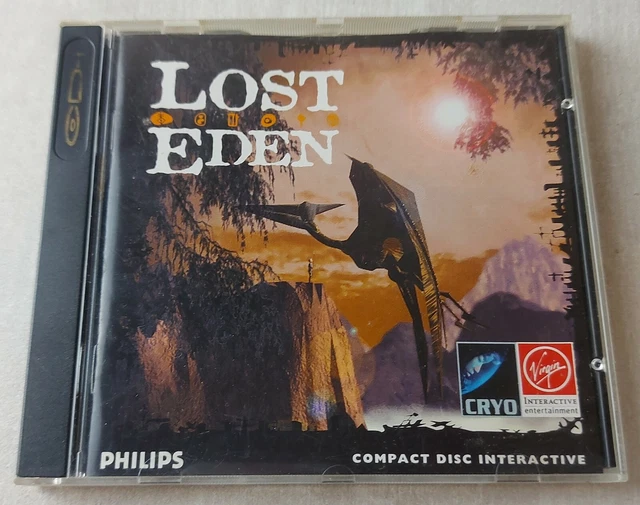 LOST
EDEN
CRYO
Virgin
INTERACTIVE
entertainment
PHILIPS
COMPACT DISC INTERACTIVE